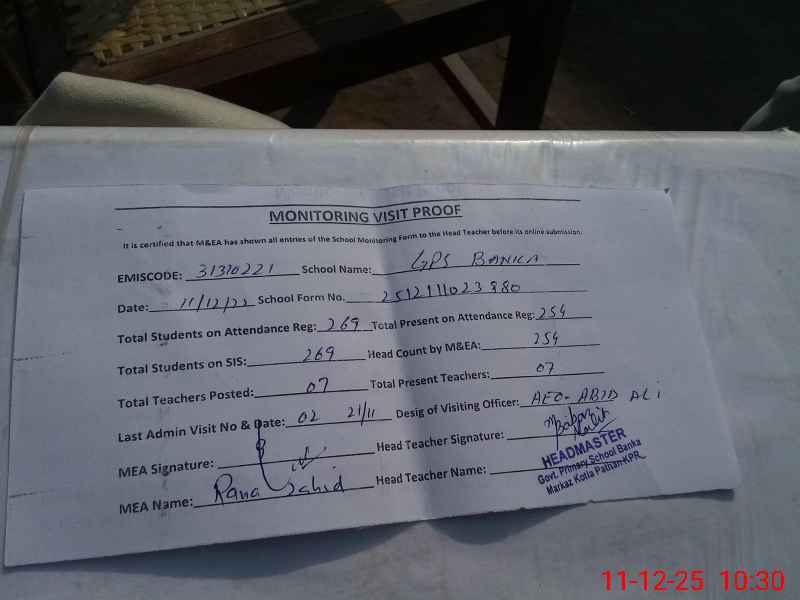 MONITORING VISIT PROOF
It is certified that M&EA has shown all entries of the School Monitoring Form to the Head Teacher before its online submission.
EMISCODE: 31310221 School Name: GPS BANKA
Date: 11/12/25 School Form No. 2512111023880
Total Students on Attendance Reg: 269 Total Present on Attendance Reg: 254
Total Students on SIS: 269 Head Count by M&EA: 254
Total Teachers Posted: 07 Total Present Teachers: 07
Last Admin Visit No & Date: 02 21/11 Desig of Visiting Officer: AEO-ABID ALi
MEA Signature: Head Teacher Signature:
MEA Name: Rana Zahid Head Teacher Name:
HEADMASTER
Govt. Primary School Banka
Markaz Kotla Pathan-KPR
11-12-25 10:30